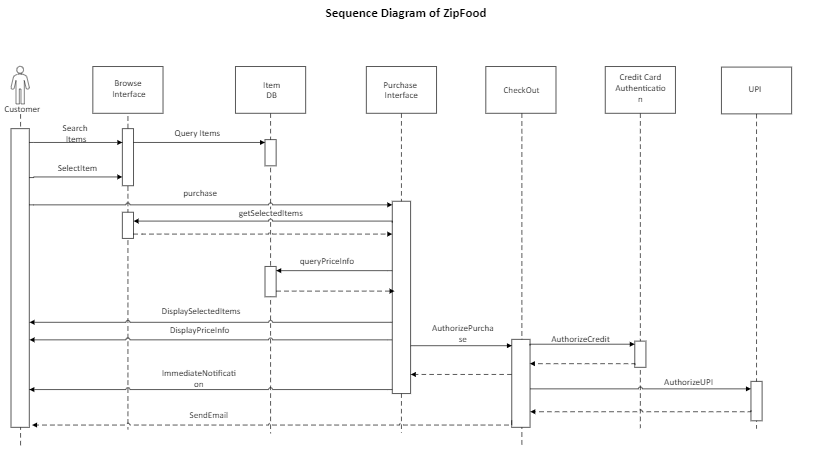 Sequence Diagram of ZipFood
Customer
Browse
Interface
Item
DB
Purchase
Interface
CheckOut
Credit Card
Authenticatio
n
UPI
Search
Items
Query Items
SelectItem
purchase
getSelectedItems
queryPriceInfo
DisplaySelectedItems
DisplayPriceInfo
AuthorizePurcha
se
AuthorizeCredit
ImmediateNotificati
on
AuthorizeUPI
SendEmail